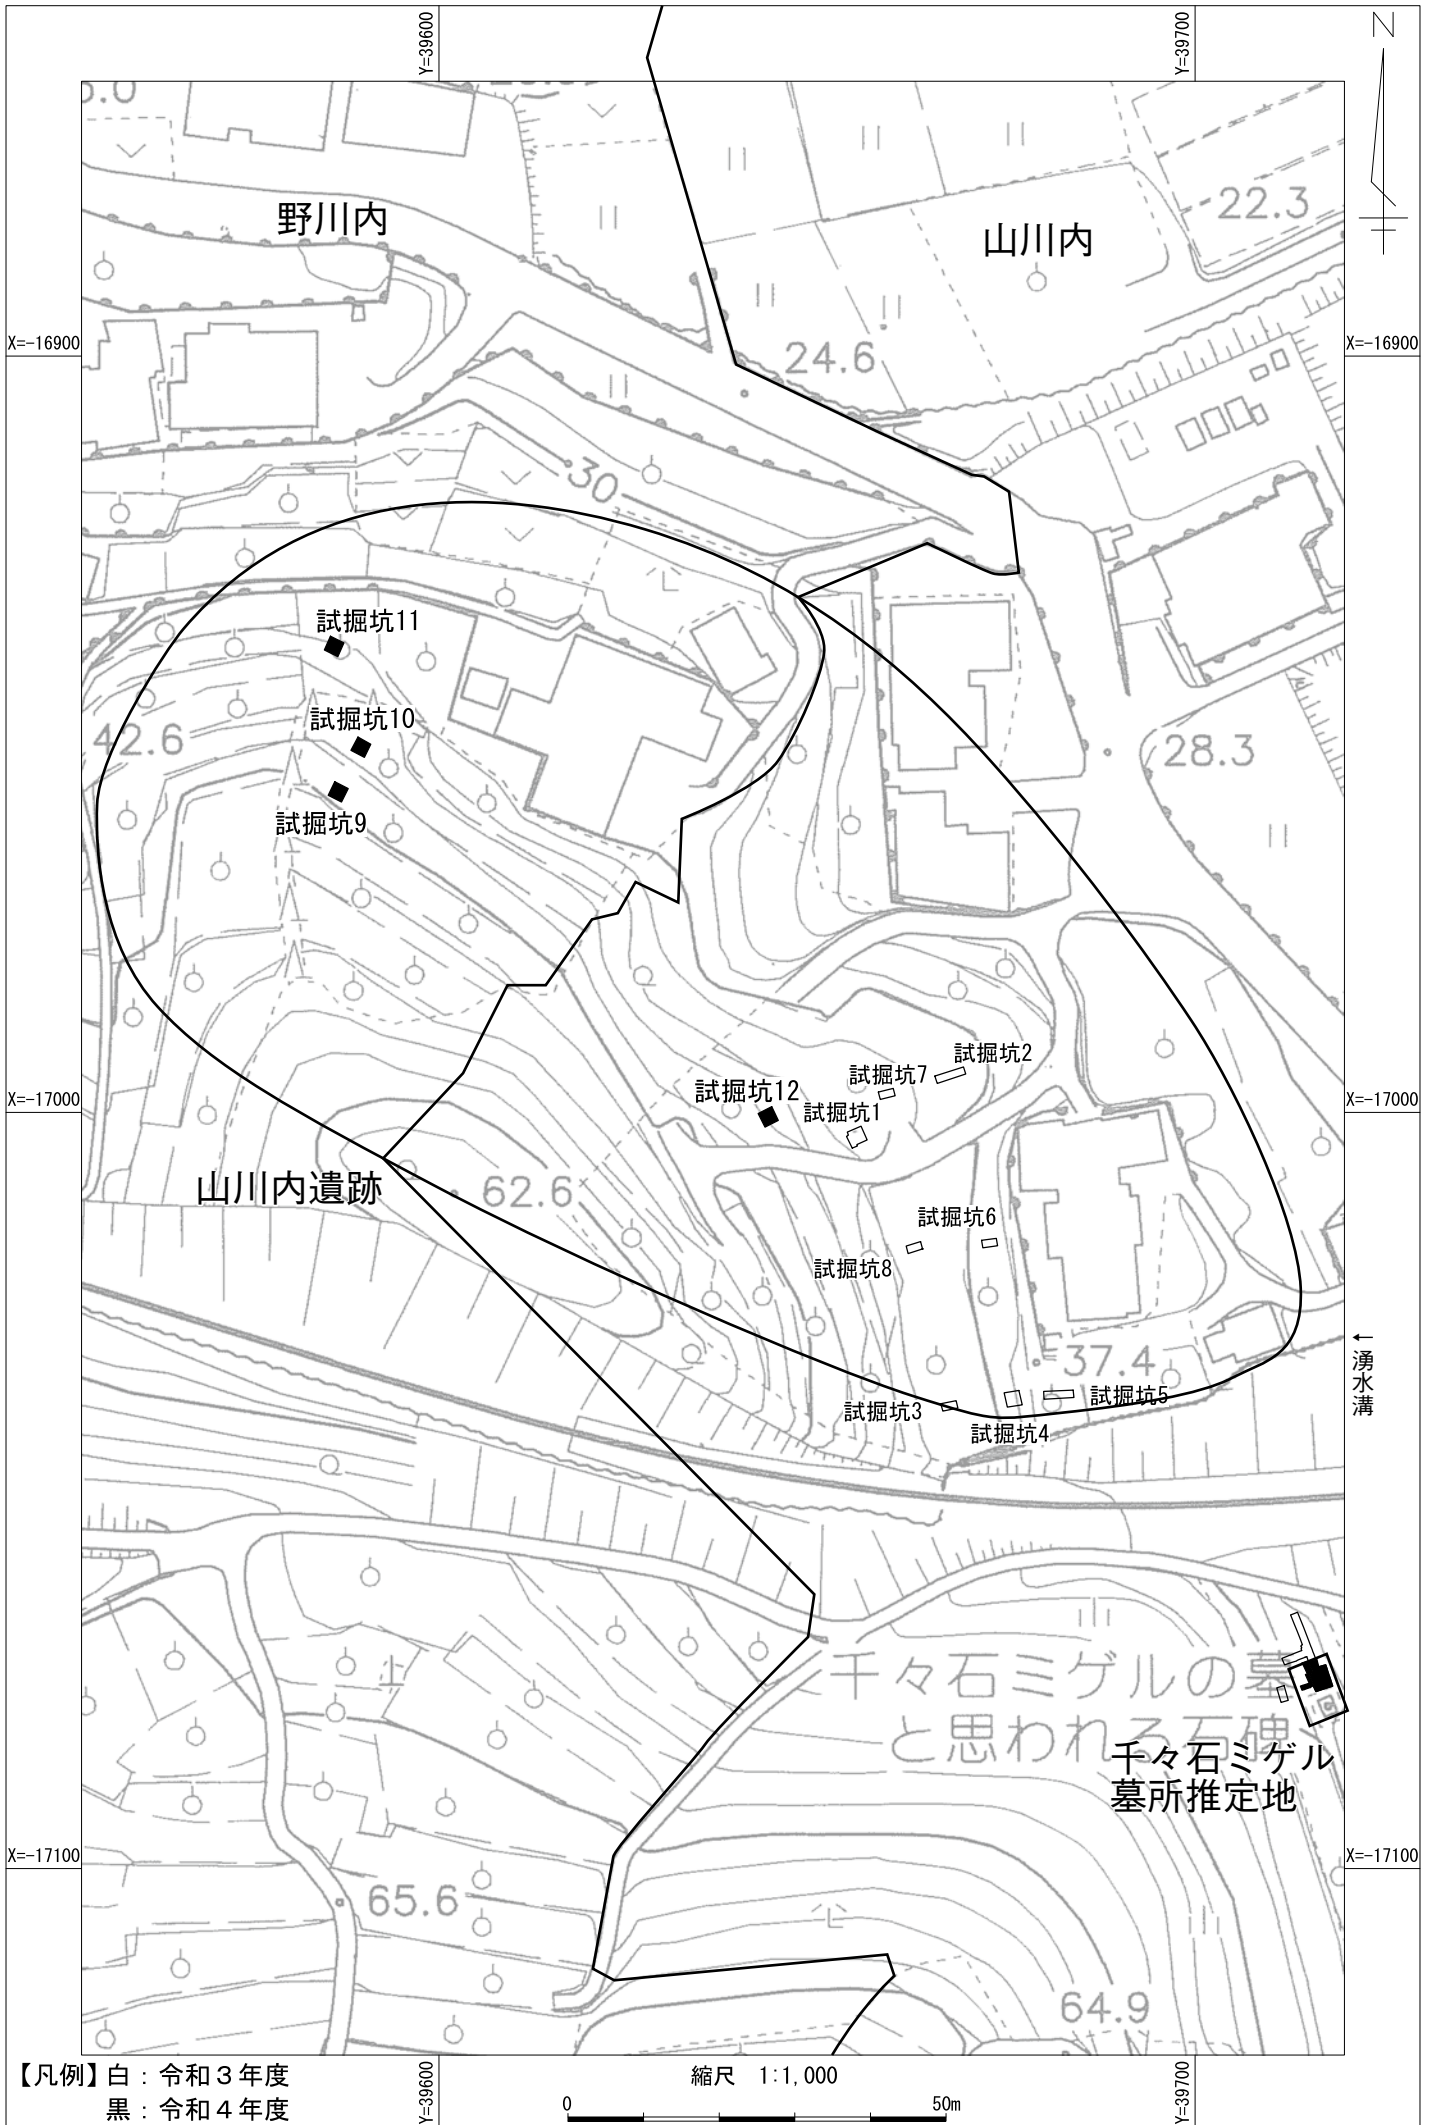 Y=39600
Y=39700
N
5.0
野川内
山川内
22.3
X=-16900
24.6
X=-16900
30
試掘坑11
試掘坑10
42.6
28.3
試掘坑9
試掘坑2
試掘坑7
試掘坑12
試掘坑1
X=-17000
X=-17000
山川内遺跡
62.6
試掘坑6
試掘坑8
37.4
↑湧水溝
試掘坑5
試掘坑3
試掘坑4
千々石ミゲルの墓
と思われる石碑
千々石ミゲル
墓所推定地
X=-17100
X=-17100
65.6
64.9
【凡例】白：令和３年度
黒：令和４年度
縮尺 1:1,000
0 50m
Y=39600
Y=39700